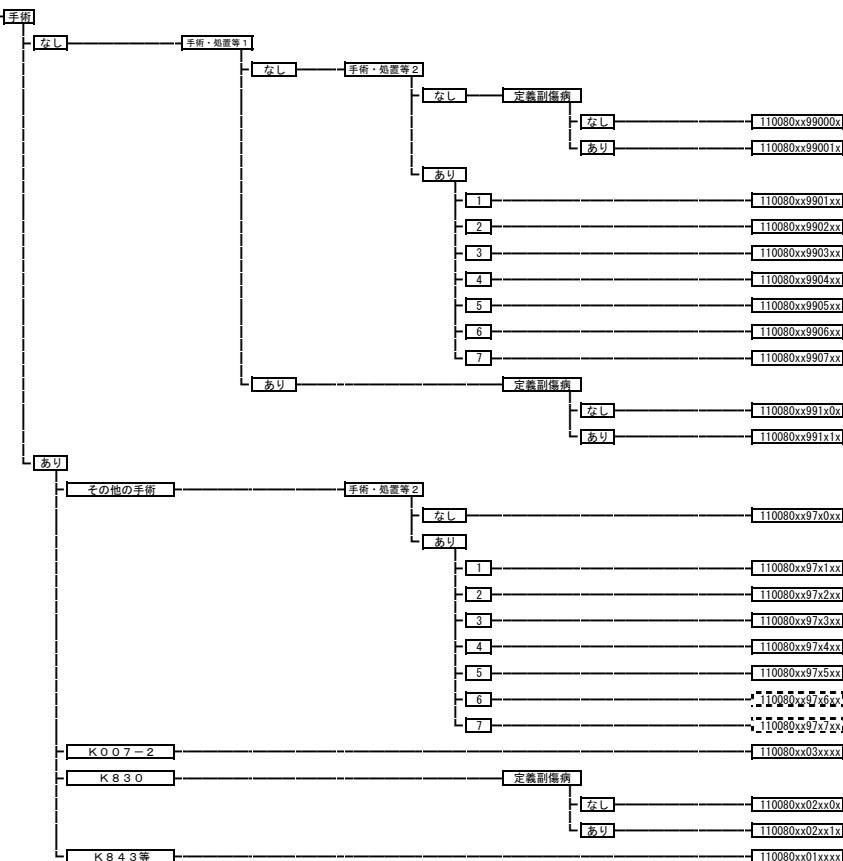 手術
なし 手術・処置等1
なし 手術・処置等2
なし 定義副傷病
なし 110080xx99000x
あり 110080xx99001x
あり
1 110080xx9901xx
2 110080xx9902xx
3 110080xx9903xx
4 110080xx9904xx
5 110080xx9905xx
6 110080xx9906xx
7 110080xx9907xx
あり 定義副傷病
なし 110080xx991x0x
あり 110080xx991x1x
あり
その他の手術 手術・処置等2
なし 110080xx97x0xx
あり
1 110080xx97x1xx
2 110080xx97x2xx
3 110080xx97x3xx
4 110080xx97x4xx
5 110080xx97x5xx
6 110080xx97x6xx
7 110080xx97x7xx
K007-2 110080xx03xxxx
K830 定義副傷病
なし 110080xx02xx0x
あり 110080xx02xx1x
K843等 110080xx01xxxx